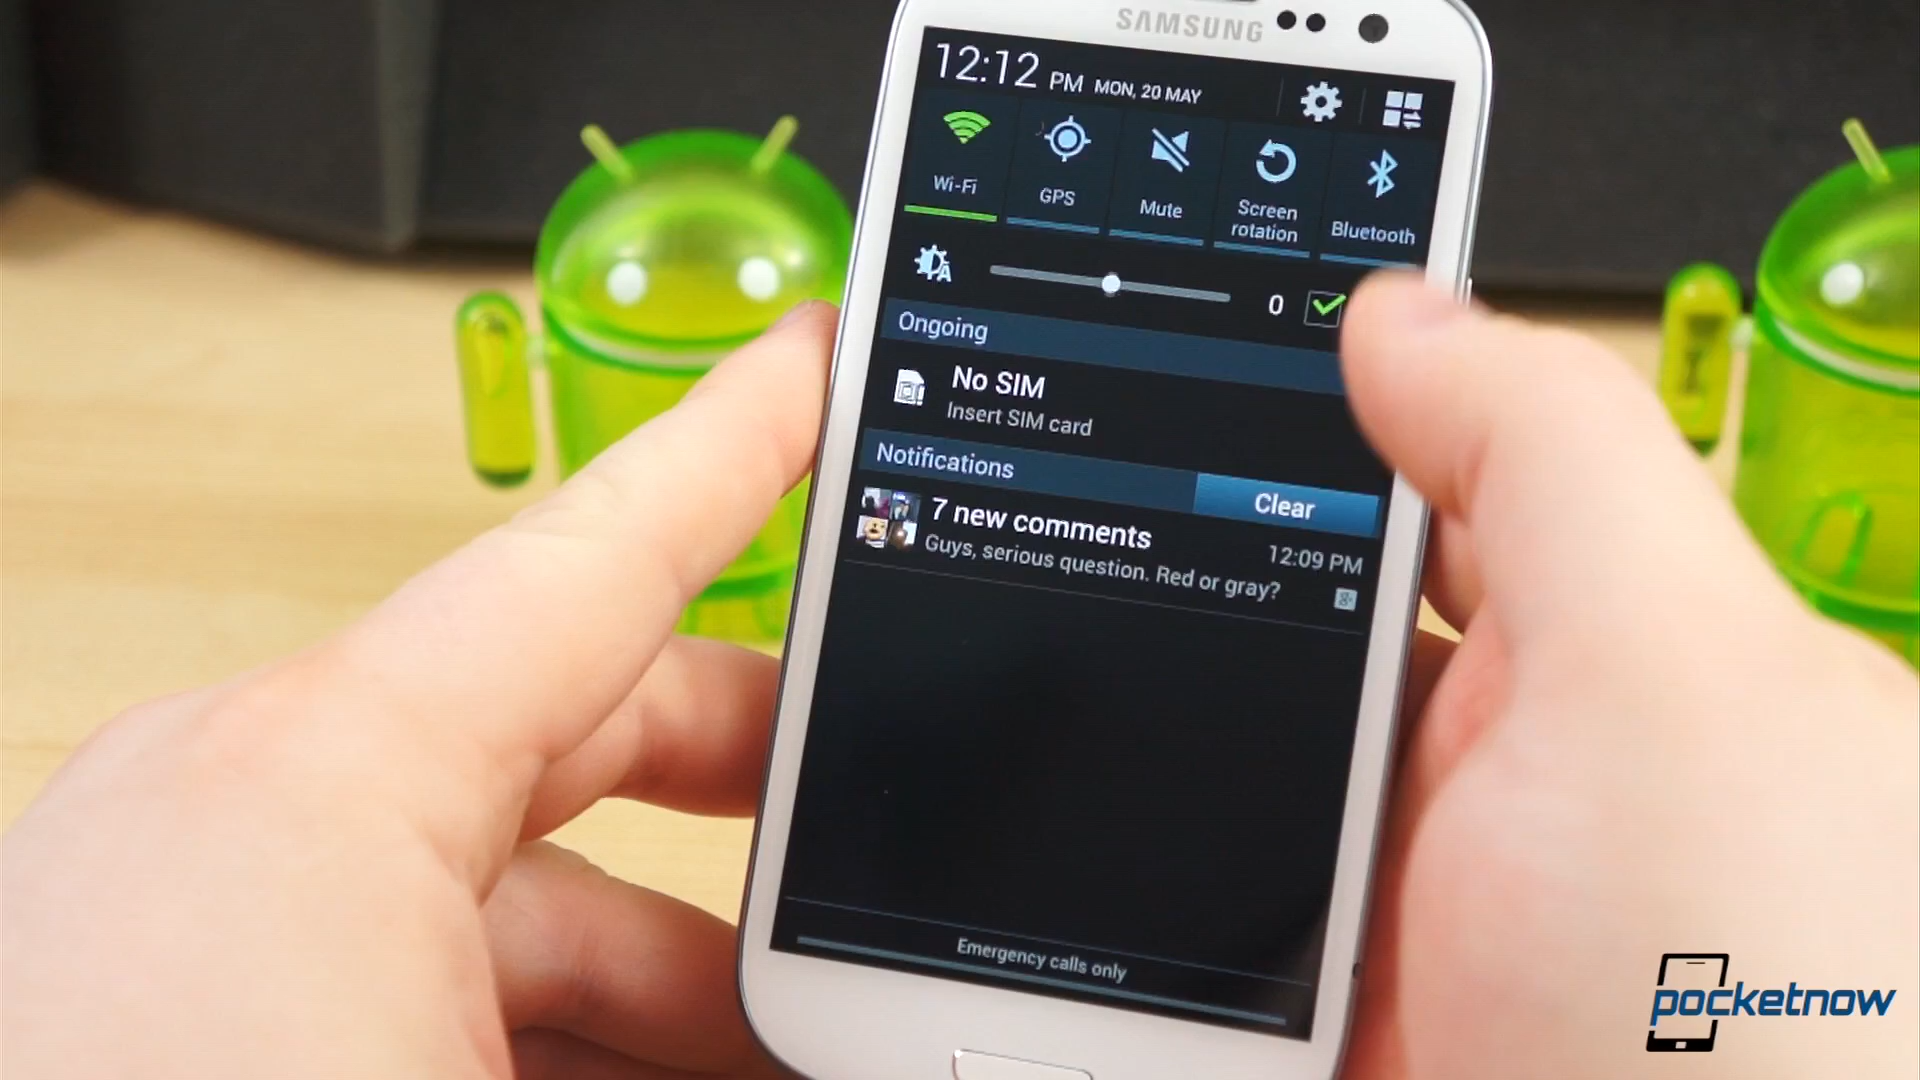 SAMSUNG
12:12 PM MON, 20 MAY
Wi-Fi
GPS
Mute
Screen
rotation
Bluetooth
A
0
Ongoing
No SIM
Insert SIM card
Notifications
Clear
7 new comments
12:09 PM
Guys, serious question. Red or gray?
Emergency calls only
pocketnow